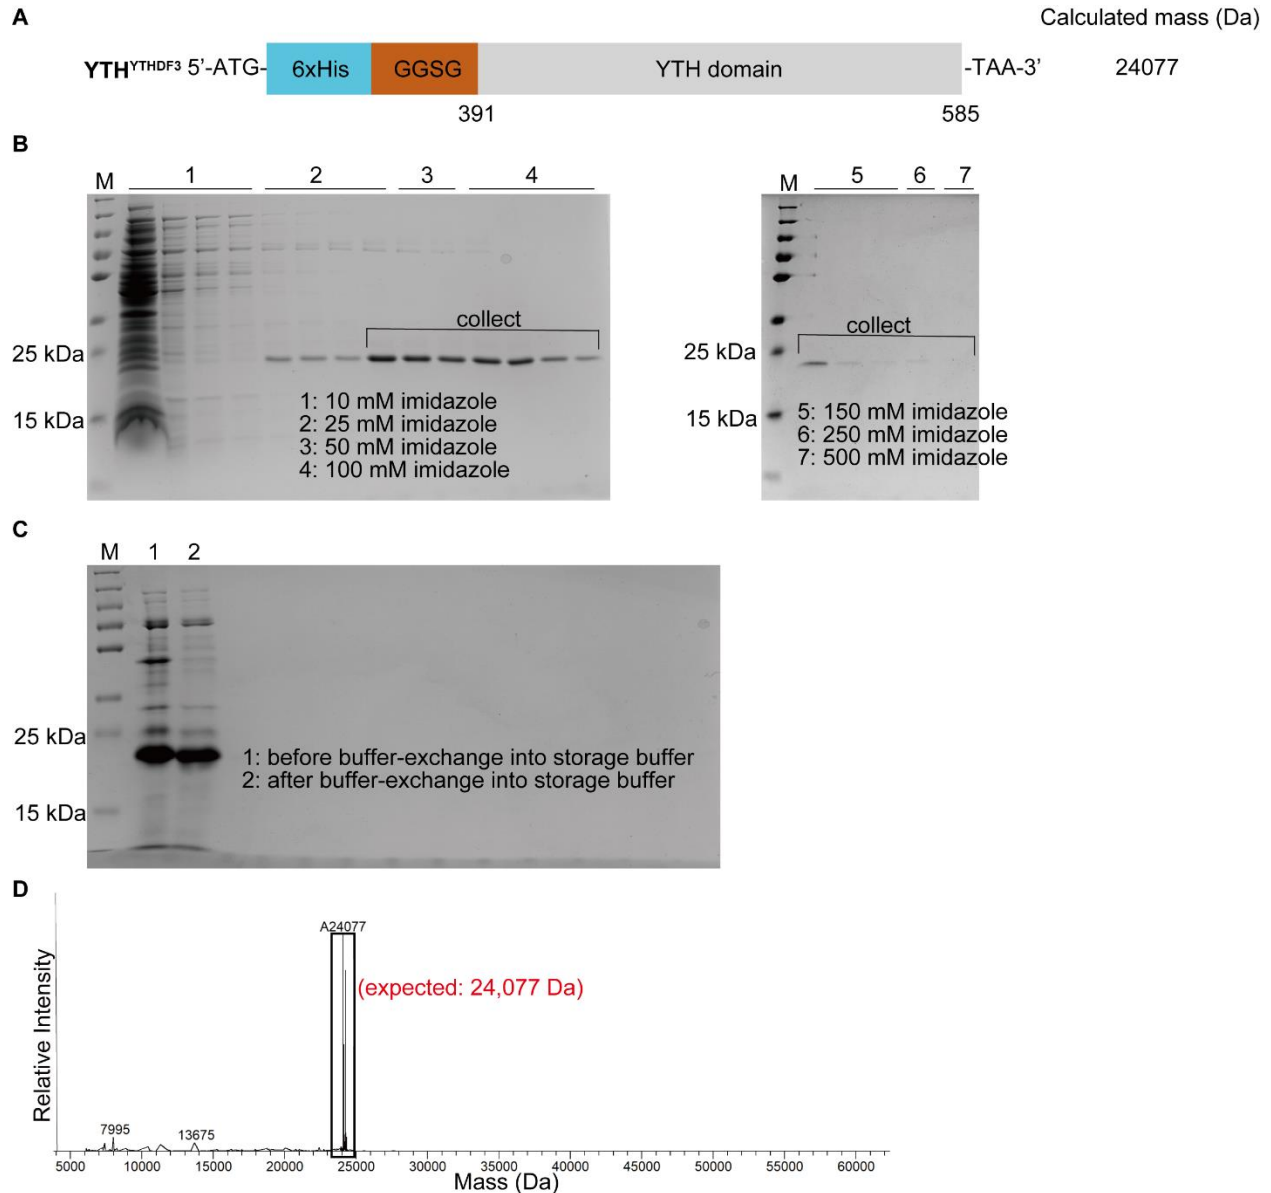 A
Calculated mass (Da)
YTH^YTHDF3 5’-ATG- 6xHis GGSG YTH domain -TAA-3’ 24077
391 585
B
M 1 2 3 4
collect
25 kDa
15 kDa
1: 10 mM imidazole
2: 25 mM imidazole
3: 50 mM imidazole
4: 100 mM imidazole
M 5 6 7
collect
25 kDa
15 kDa
5: 150 mM imidazole
6: 250 mM imidazole
7: 500 mM imidazole
C
M 1 2
25 kDa
15 kDa
1: before buffer-exchange into storage buffer
2: after buffer-exchange into storage buffer
D
A24077
(expected: 24,077 Da)
Relative Intensity
7995
13675
5000 10000 15000 20000 25000 30000 35000 40000 45000 50000 55000 60000
Mass (Da)